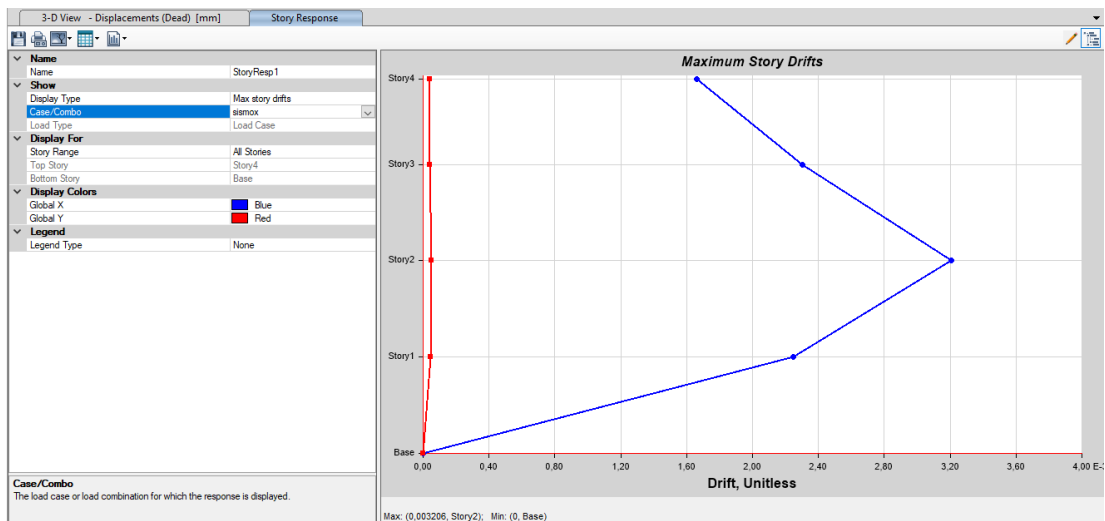 3-D View - Displacements (Dead) [mm]
Story Response
Name
Name StoryResp1
Show
Display Type Max story drifts
Case/Combo sismox
Load Type Load Case
Display For
Story Range All Stories
Top Story Story4
Bottom Story Base
Display Colors
Global X Blue
Global Y Red
Legend
Legend Type None
Case/Combo
The load case or load combination for which the response is displayed.
Maximum Story Drifts
Story4
Story3
Story2
Story1
Base
0,00 0,40 0,80 1,20 1,60 2,00 2,40 2,80 3,20 3,60 4,00 E-3
Drift, Unitless
Max: (0,003206, Story2); Min: (0, Base)